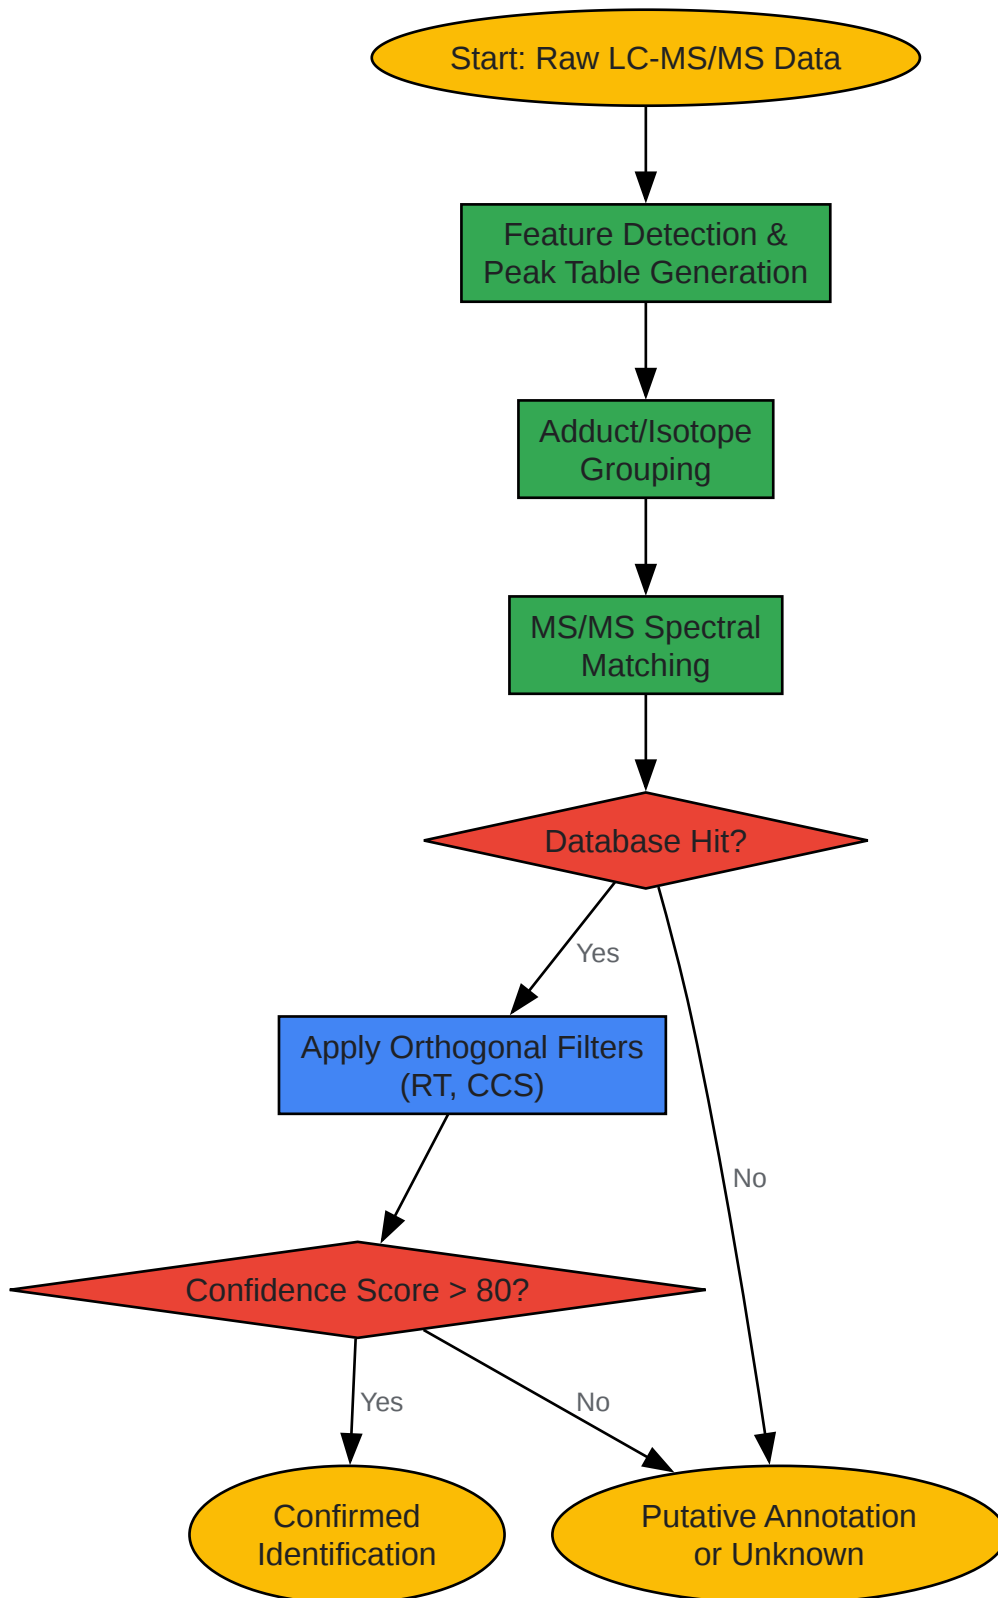 Start: Raw LC-MS/MS Data
Feature Detection &
Peak Table Generation
Adduct/Isotope
Grouping
MS/MS Spectral
Matching
Database Hit?
Yes
Apply Orthogonal Filters
(RT, CCS)
No
Confidence Score > 80?
Yes
No
Confirmed
Identification
Putative Annotation
or Unknown